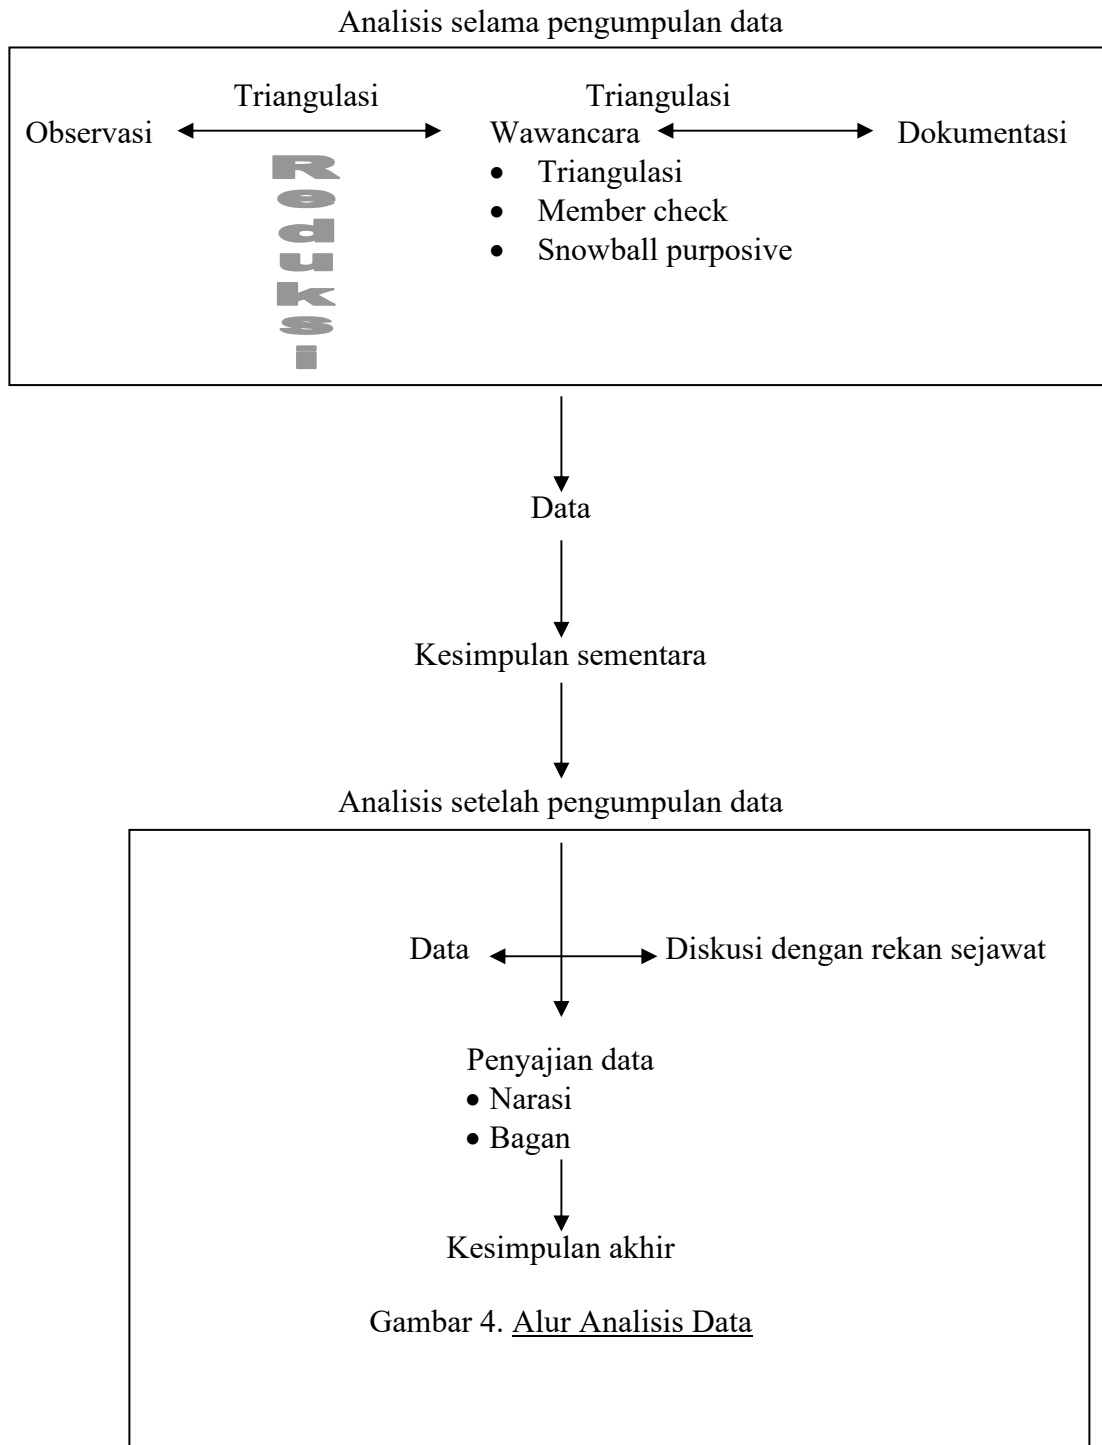 Analisis selama pengumpulan data
Triangulasi Triangulasi
Observasi Wawancara Dokumentasi
• Triangulasi
• Member check
• Snowball purposive
Reduksi
Data
Kesimpulan sementara
Analisis setelah pengumpulan data
Data Diskusi dengan rekan sejawat
Penyajian data
• Narasi
• Bagan
Kesimpulan akhir
Gambar 4. Alur Analisis Data